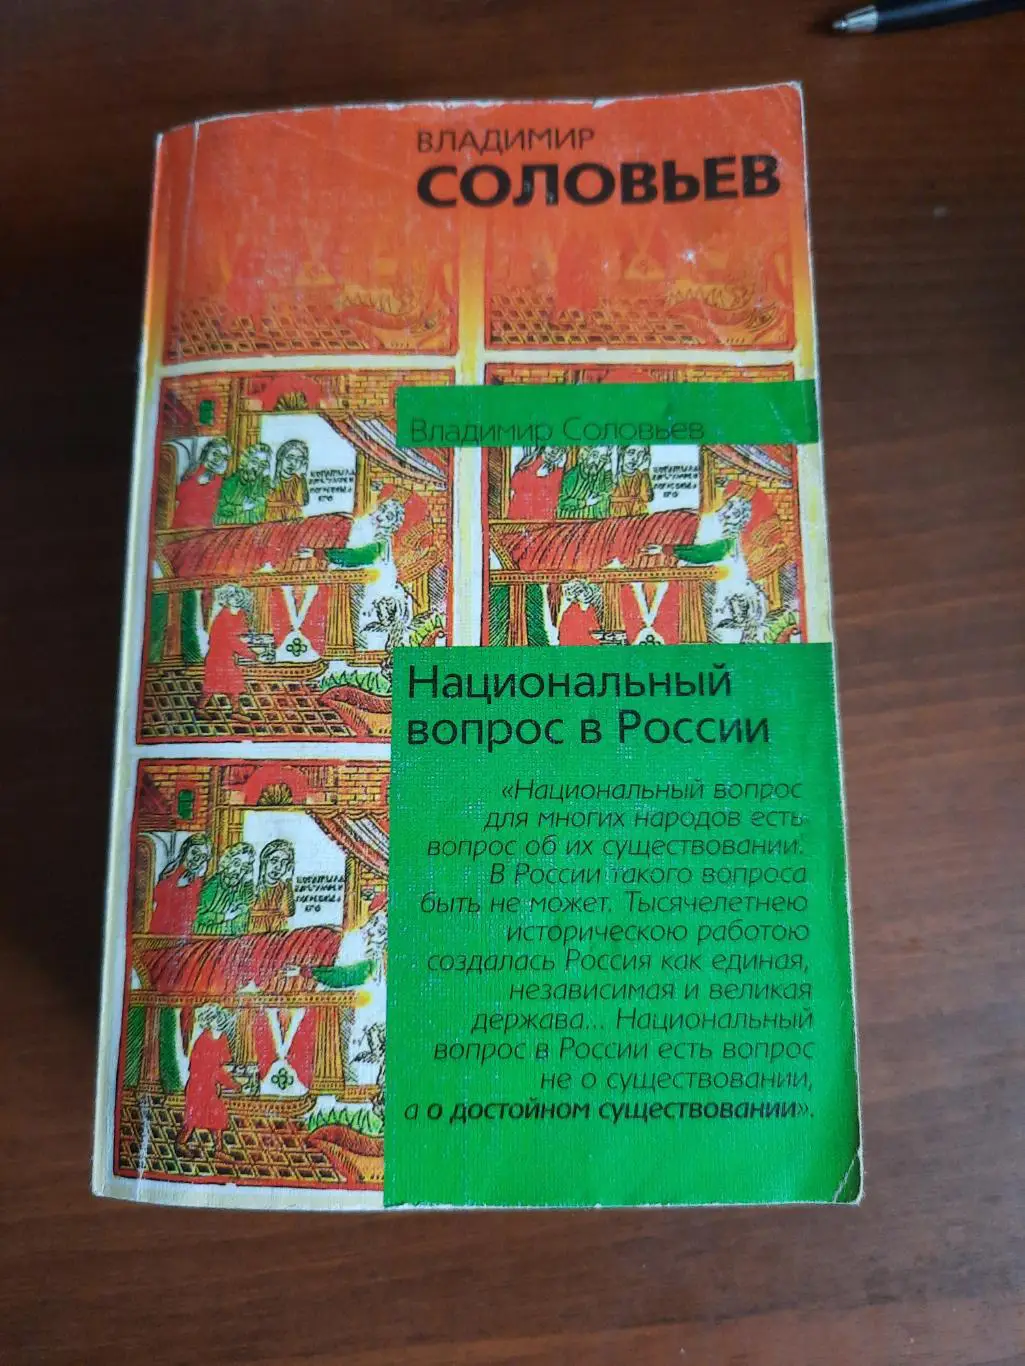 ВЛАДИМИР
СОЛОВЬЕВ
Владимир Соловьев
Национальный
вопрос в России
«Национальный вопрос
для многих народов есть
вопрос об их существовании.
В России такого вопроса
быть не может. Тысячелетнею
историческою работою
создалась Россия как единая,
независимая и великая
держава... Национальный
вопрос в России есть вопрос
не о существовании,
а о достойном существовании».